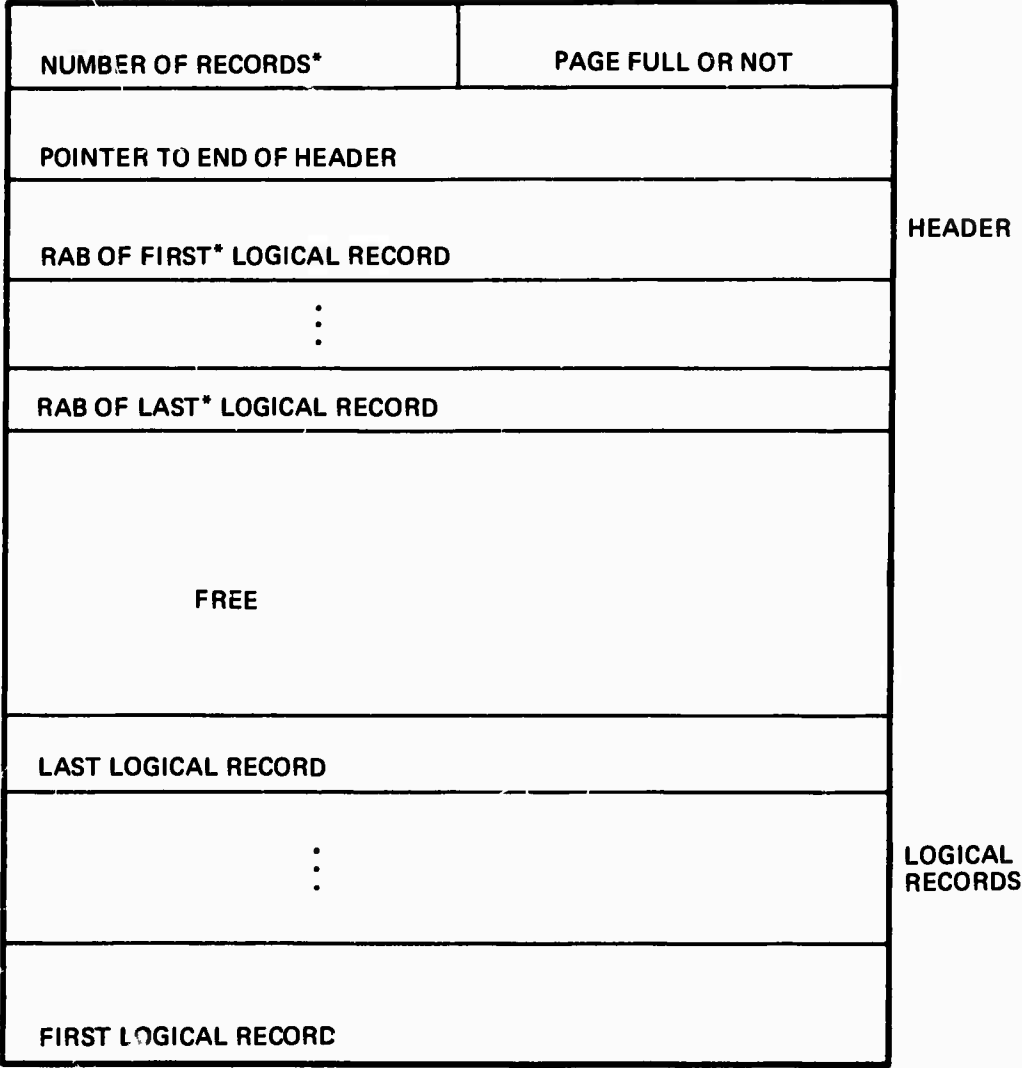 NUMBER OF RECORDS*
PAGE FULL OR NOT
POINTER TO END OF HEADER
HEADER
RAB OF FIRST* LOGICAL RECORD
RAB OF LAST* LOGICAL RECORD
FREE
LAST LOGICAL RECORD
LOGICAL
RECORDS
FIRST LOGICAL RECORD